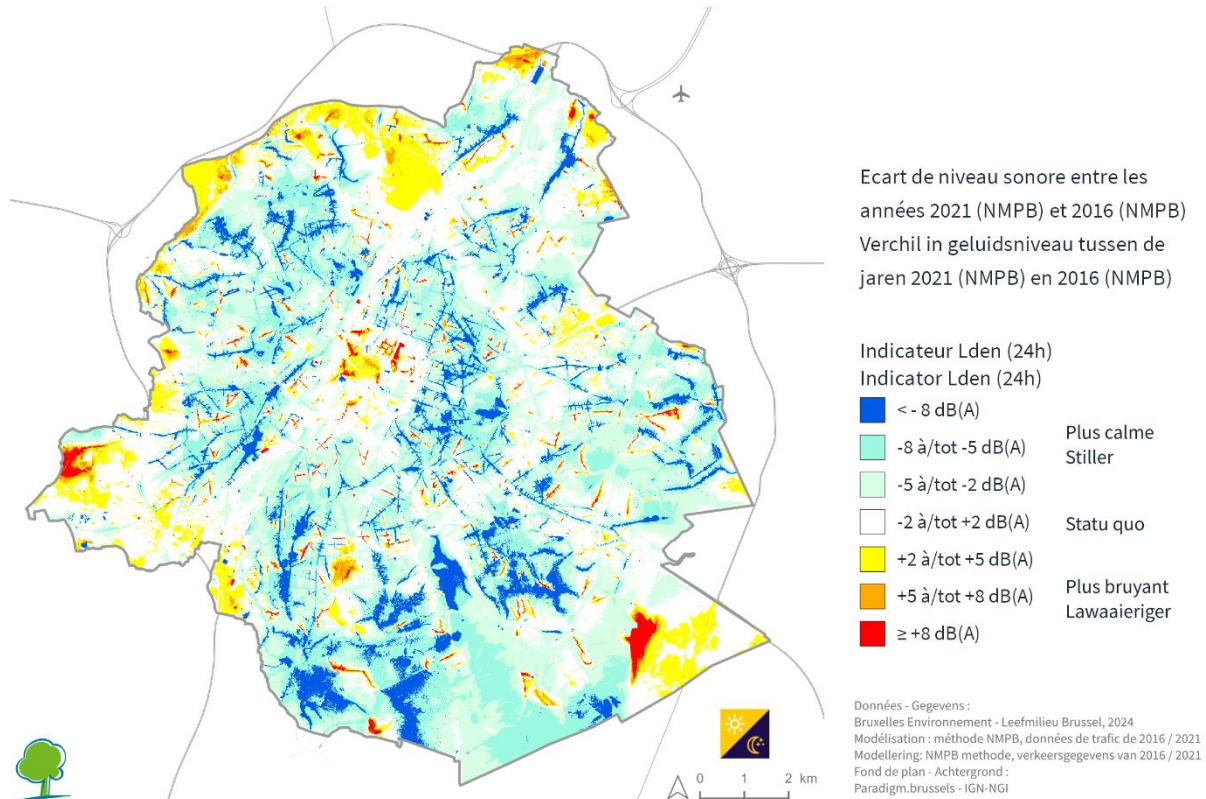 Ecart de niveau sonore entre les
années 2021 (NMPB) et 2016 (NMPB)
Verchil in geluidsniveau tussen de
jaren 2021 (NMPB) en 2016 (NMPB)
Indicateur Lden (24h)
Indicator Lden (24h)
< - 8 dB(A)
-8 à/tot -5 dB(A)
Plus calme
Stiller
-5 à/tot -2 dB(A)
-2 à/tot +2 dB(A)
Statu quo
+2 à/tot +5 dB(A)
+5 à/tot +8 dB(A)
Plus bruyant
Lawaaieriger
≥ +8 dB(A)
Données - Gegevens :
Bruxelles Environnement - Leefmilieu Brussel, 2024
Modélisation : méthode NMPB, données de trafic de 2016 / 2021
Modellering: NMPB methode, verkeersgegevens van 2016 / 2021
Fond de plan - Achtergrond :
Paradigm.brussels - IGN-NGI
0 1 2 km